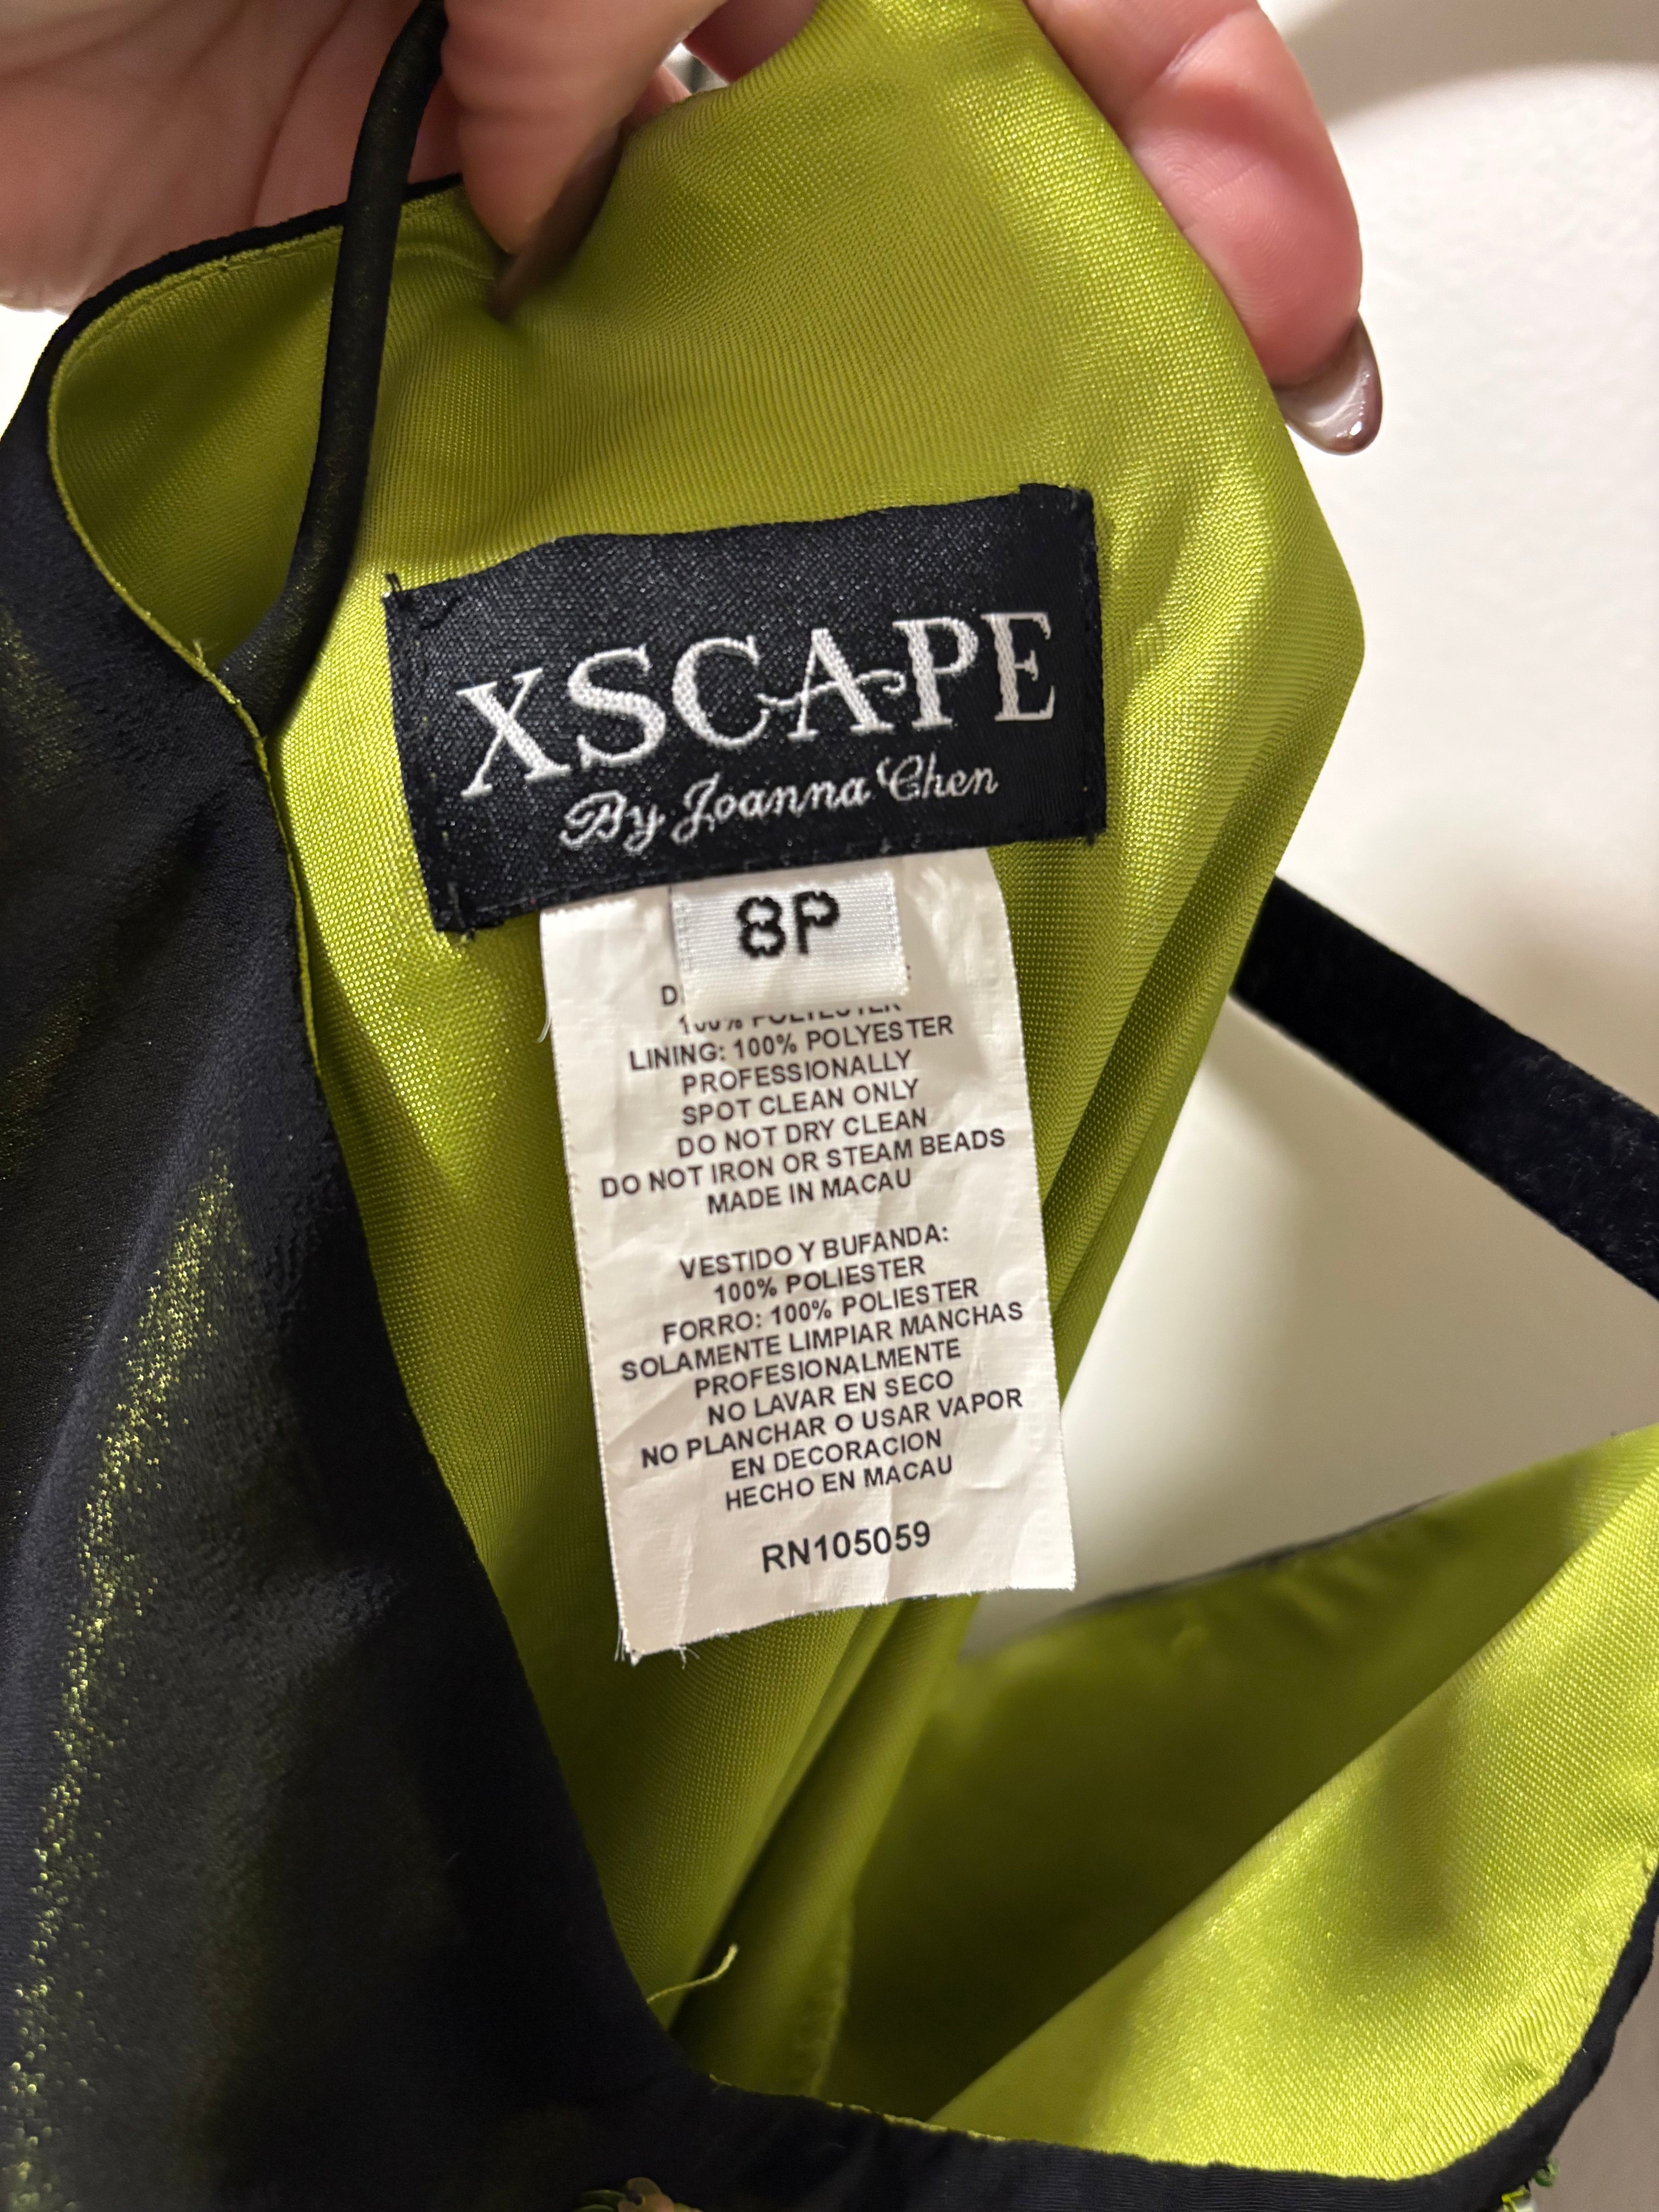 XSCAPE
By Joanna Chen
8P
LINING: 100% POLYESTER
PROFESSIONALLY
SPOT CLEAN ONLY
DO NOT DRY CLEAN
DO NOT IRON OR STEAM BEADS
MADE IN MACAU
VESTIDO Y BUFANDA:
100% POLIESTER
FORRO: 100% POLIESTER
SOLAMENTE LIMPIAR MANCHAS
PROFESIONALMENTE
NO LAVAR EN SECO
NO PLANCHAR O USAR VAPOR
EN DECORACION
HECHO EN MACAU
RN105059